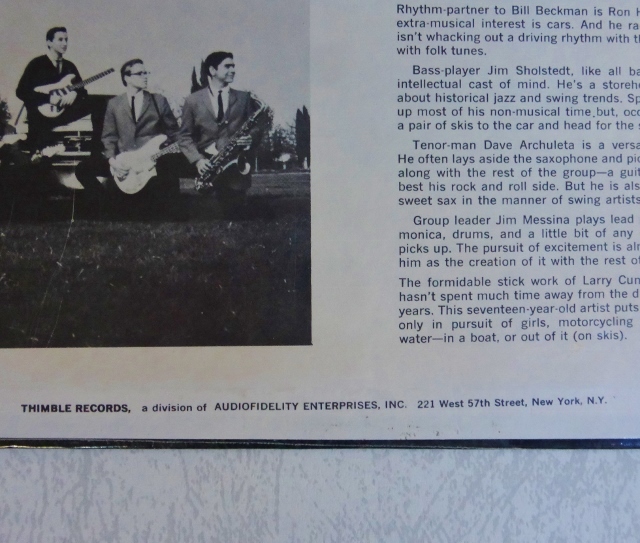 Rhythm-partner to Bill Beckman is Ron
extra-musical interest is cars. And he
isn't whacking out a driving rhythm with
with folk tunes.
Bass-player Jim Sholstedt, like all
intellectual cast of mind. He's a
about historical jazz and swing trends.
up most of his non-musical time, but,
a pair of skis to the car and head for the
Tenor-man Dave Archuleta is a
He often lays aside the saxophone and
along with the rest of the group—a
best his rock and roll side. But he is
sweet sax in the manner of swing artists
Group leader Jim Messina plays lead
monica, drums, and a little bit of any
picks up. The pursuit of excitement is
him as the creation of it with the rest
The formidable stick work of Larry
hasn't spent much time away from the
years. This seventeen-year-old artist puts
only in pursuit of girls, motorcycling
water—in a boat, or out of it (on skis).
THIMBLE RECORDS, a division of AUDIOFIDELITY ENTERPRISES, INC. 221 West 57th Street, New York, N.Y.